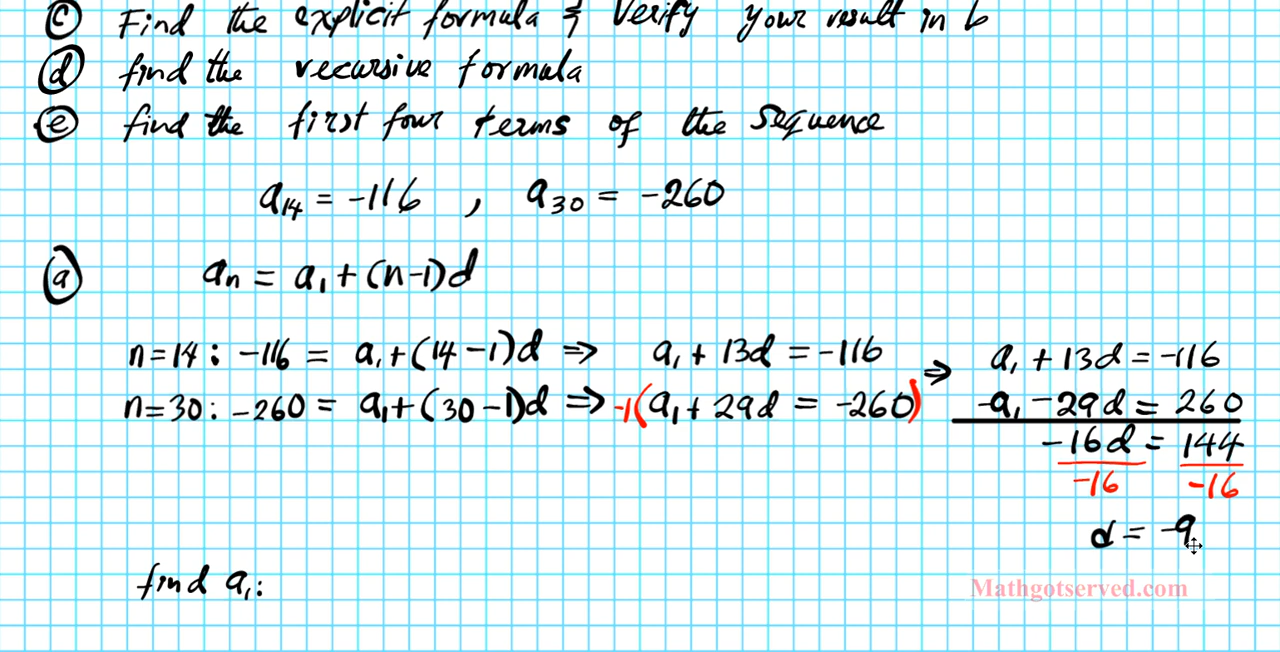 ⓒ Find the explicit formula & Verify your result in b
ⓓ find the recursive formula
ⓔ find the first four terms of the sequence
a₁₄ = -116 , a₃₀ = -260
ⓐ aₙ = a₁ + (n-1)d
n=14 : -116 = a₁+(14-1)d ⇒ a₁ + 13d = -116 ⇒ a₁ + 13d = -116
n=30 : -260 = a₁+(30-1)d ⇒ -1(a₁ + 29d = -260) -a₁ - 29d = 260
-16d = 144
-16 -16
d = -9
find a₁:
Mathgotserved.com